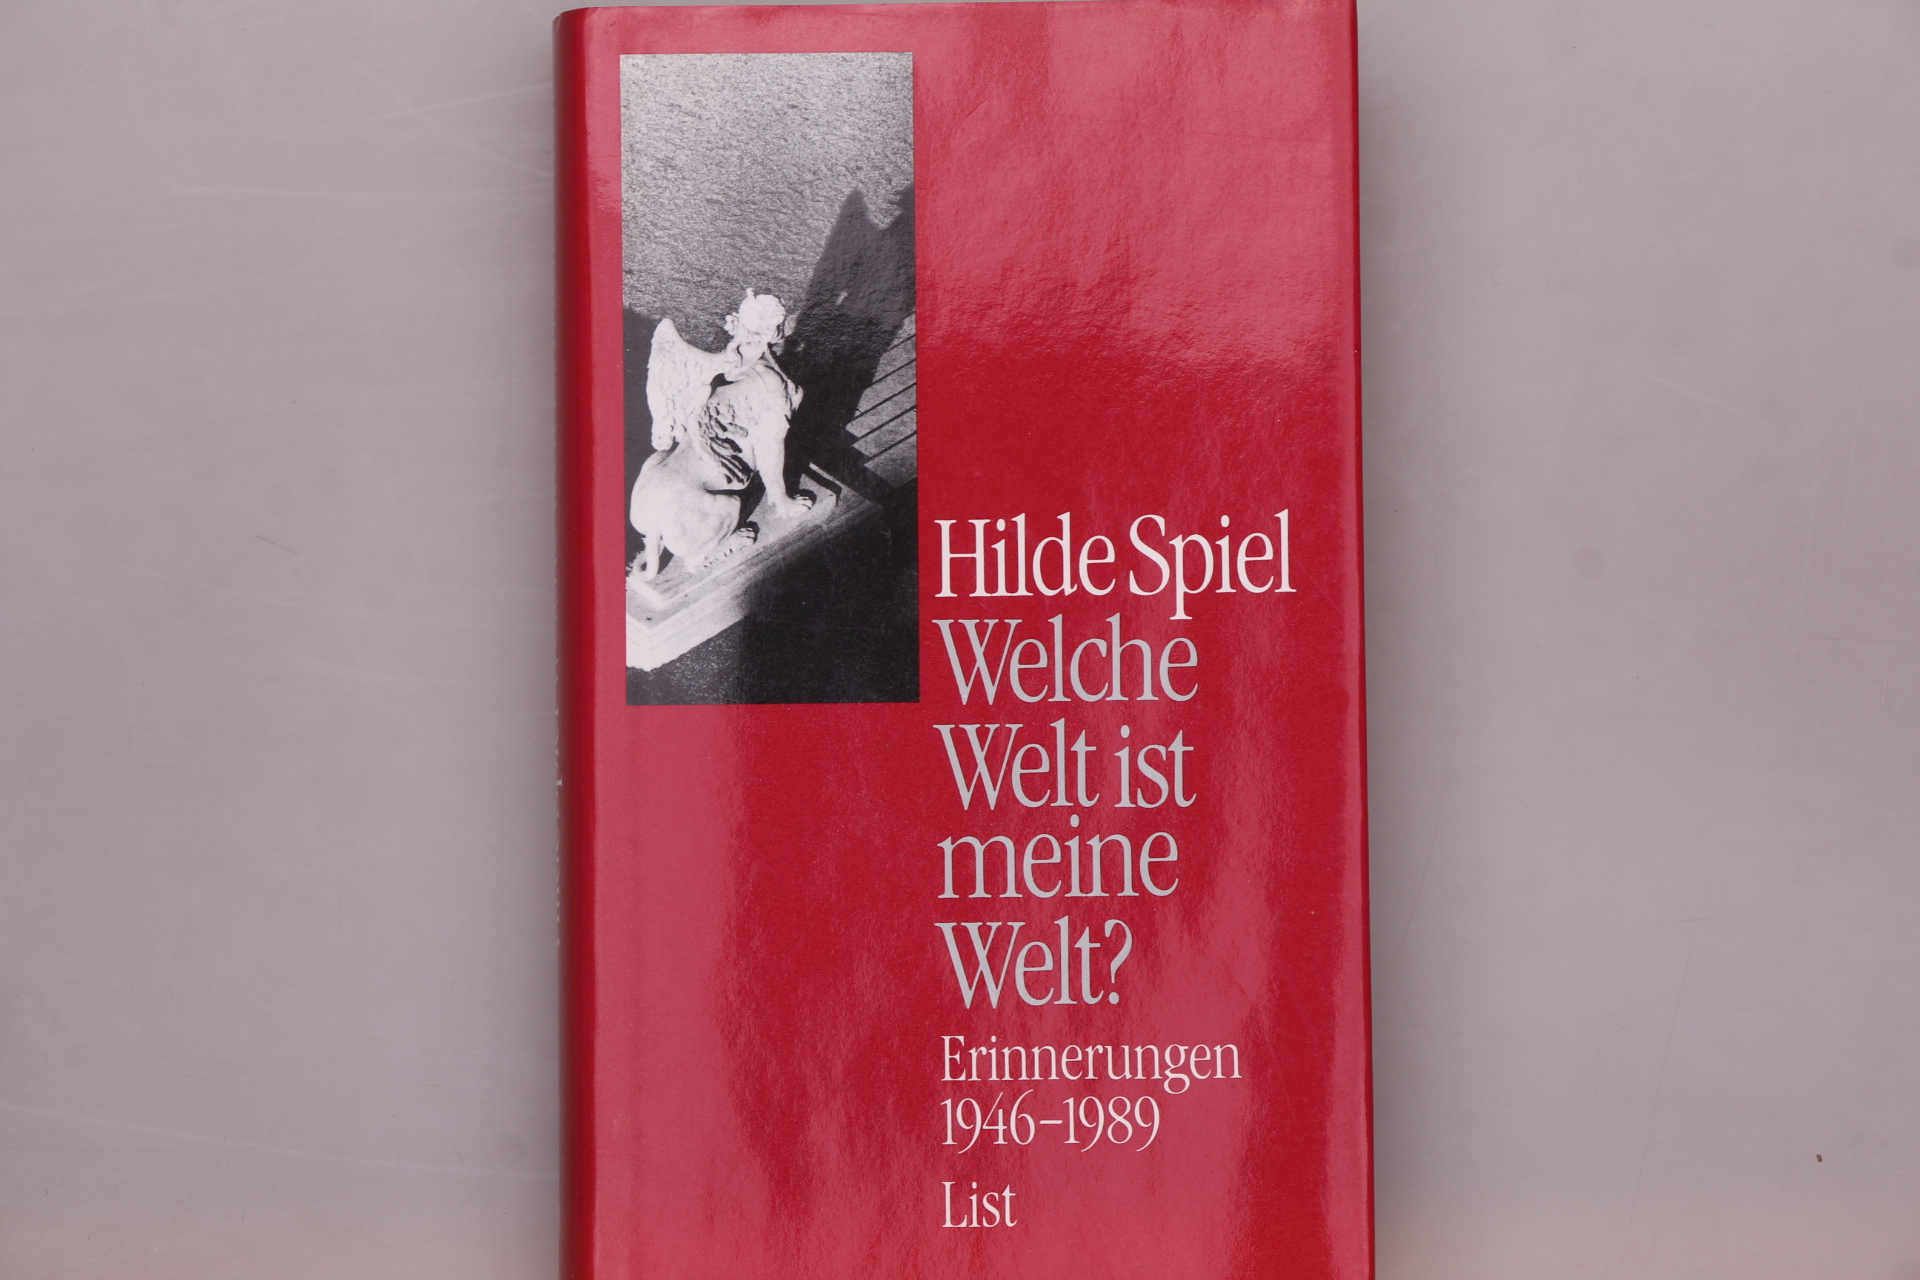 Hilde Spiel
Welche
Welt ist
meine
Welt?
Erinnerungen
1946–1989
List